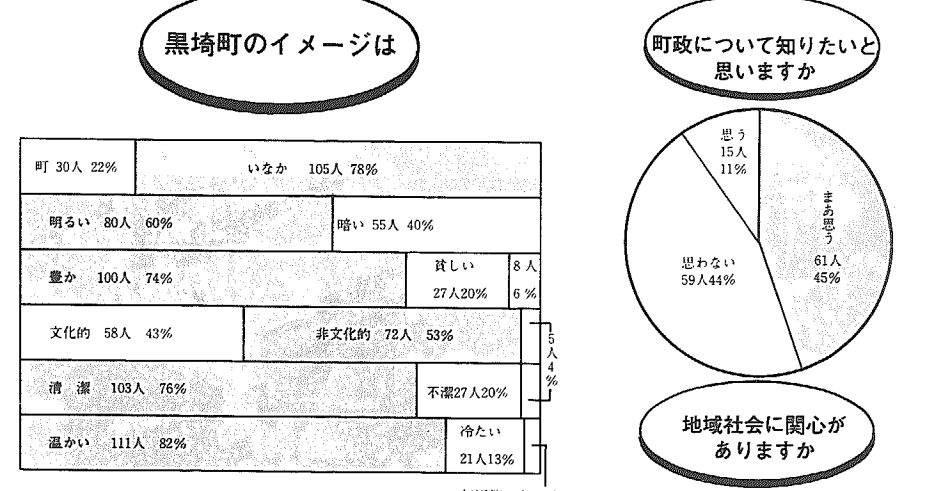 黒埼町のイメージは
町 30人 22%
いなか 105人 78%
明るい 80人 60%
暗い 55人 40%
豊か 100人 74%
貧しい
27人20%
8人
6%
文化的 58人 43%
非文化的 72人 53%
5人4%
清潔 103人 76%
不潔27人20%
温かい 111人 82%
冷たい
21人13%
町政について知りたいと
思いますか
思う
15人
11%
まあ思う
61人
45%
思わない
59人44%
地域社会に関心が
ありますか